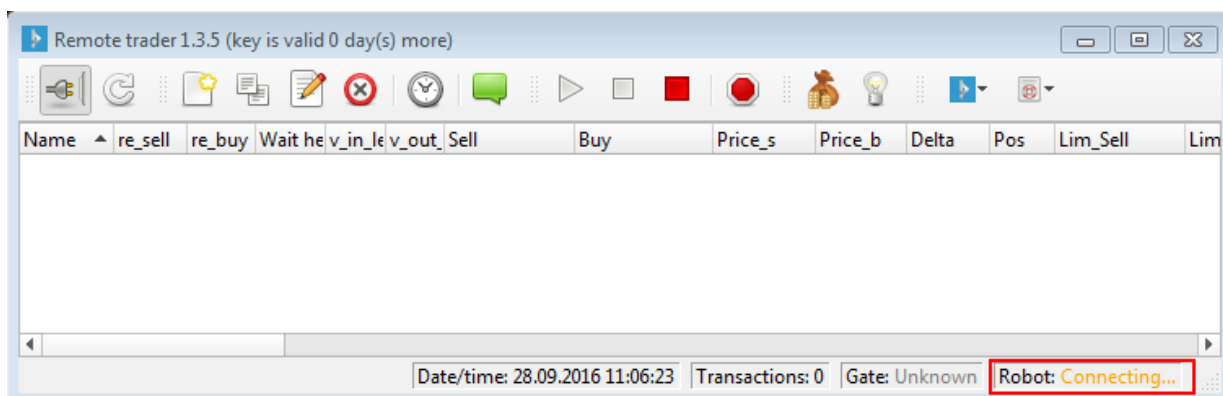 Remote trader 1.3.5 (key is valid 0 day(s) more)
Name re_sell re_buy Wait he v_in_le v_out_ Sell Buy Price_s Price_b Delta Pos Lim_Sell Lim
Date/time: 28.09.2016 11:06:23 Transactions: 0 Gate: Unknown Robot: Connecting...